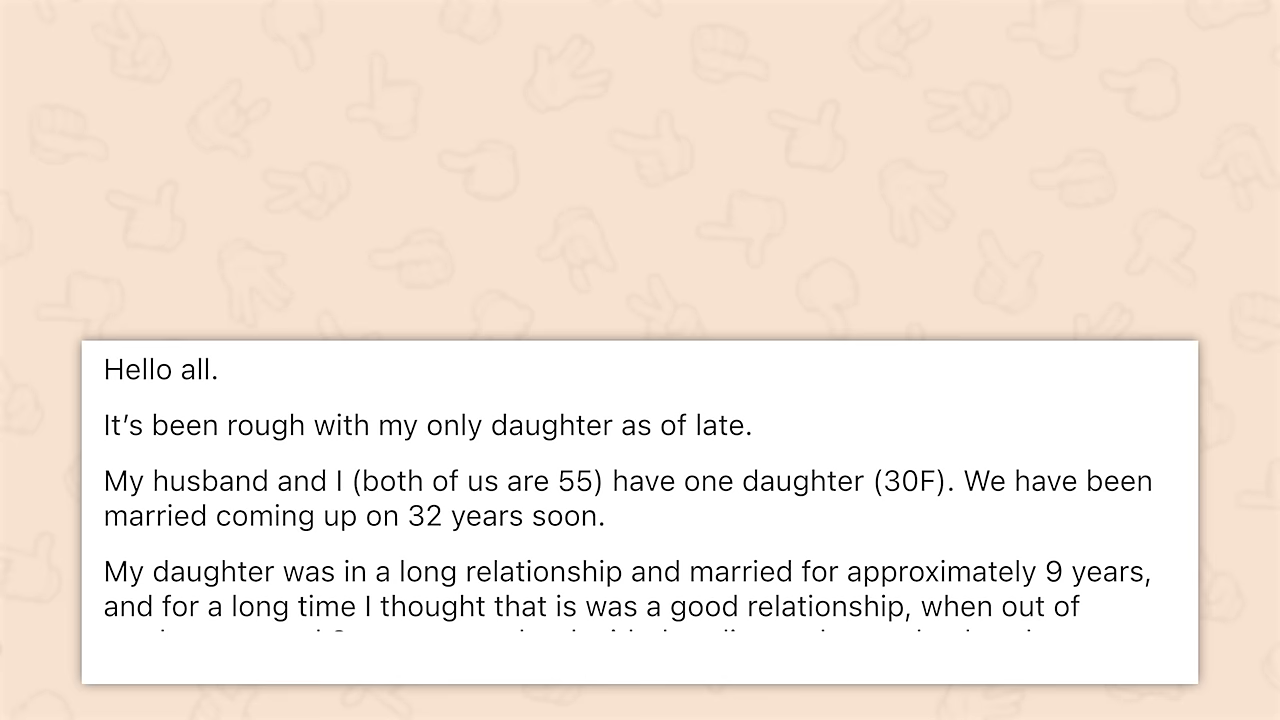 Hello all.
It’s been rough with my only daughter as of late.
My husband and I (both of us are 55) have one daughter (30F). We have been
married coming up on 32 years soon.
My daughter was in a long relationship and married for approximately 9 years,
and for a long time I thought that is was a good relationship, when out of